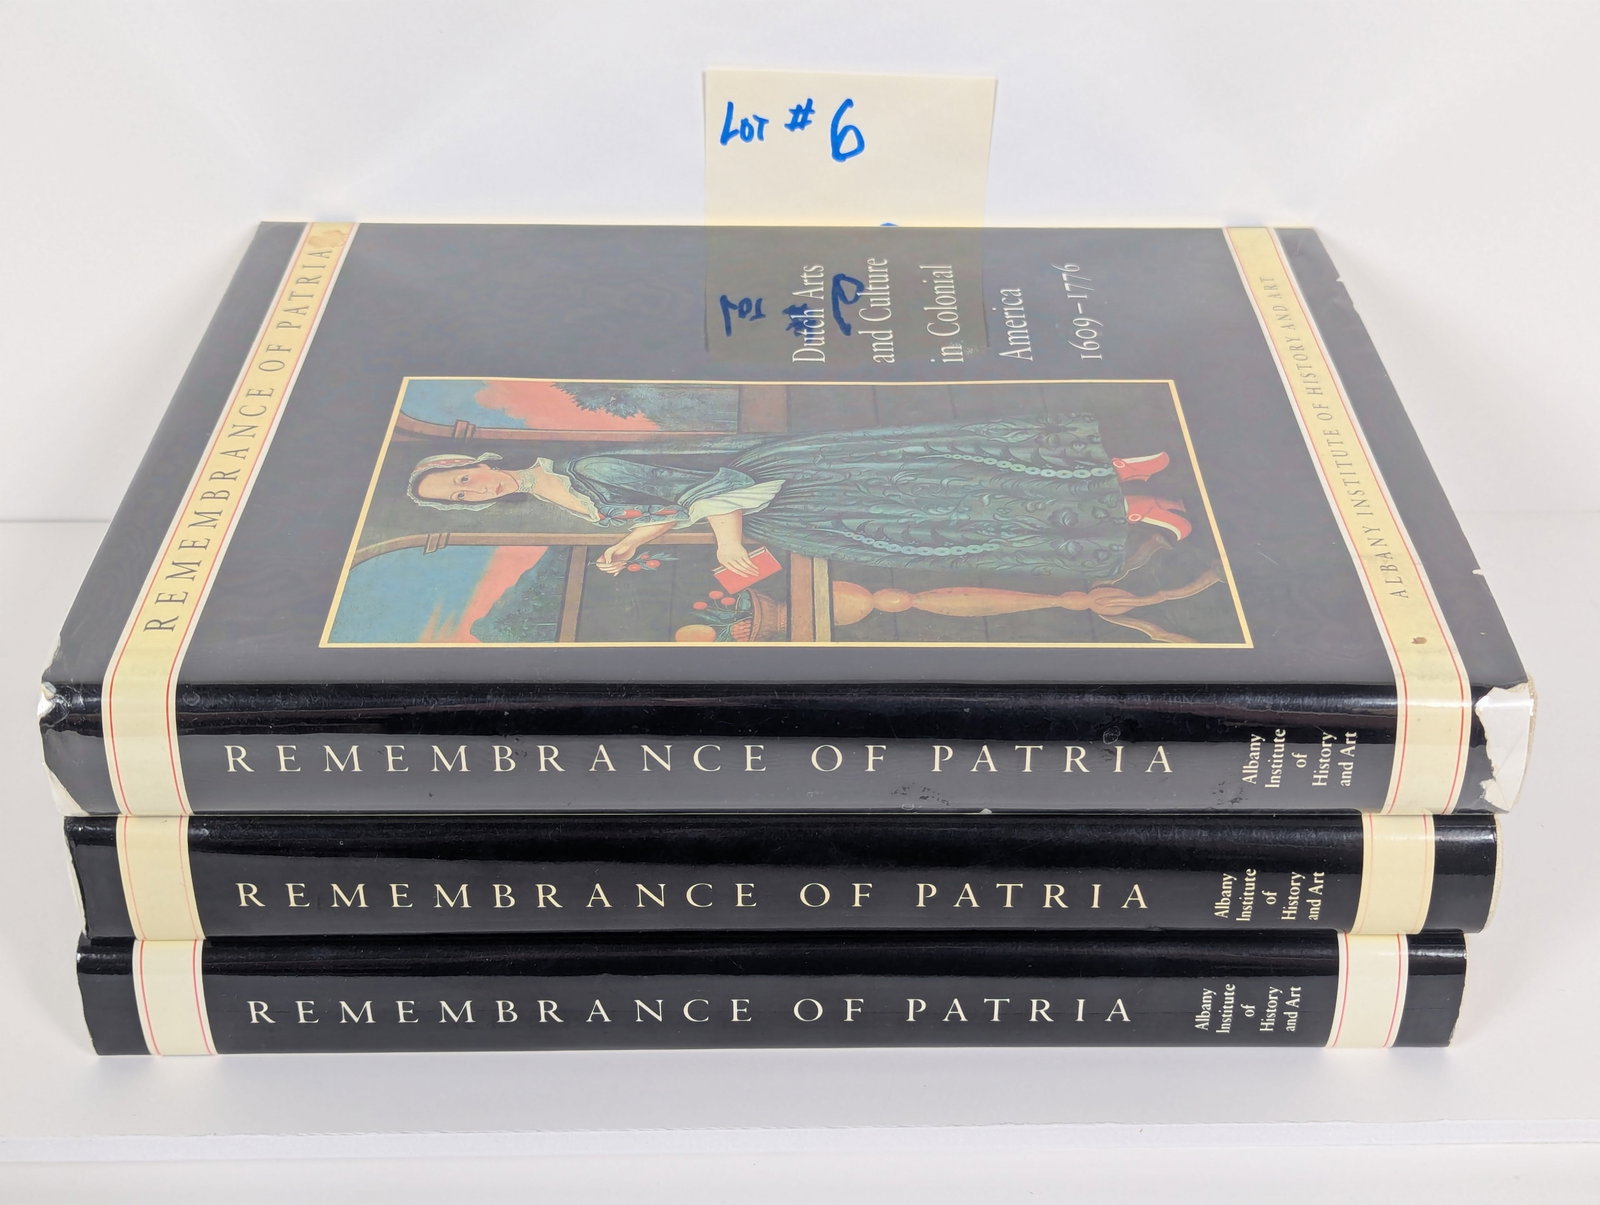 LOT # 6
REMEMBRANCE OF PATRIA
Dutch Arts
and Culture
in Colonial
America
1609–1776
ALBANY INSTITUTE OF HISTORY AND ART
REMEMBRANCE OF PATRIA
Albany
Institute
of
History
and Art
REMEMBRANCE OF PATRIA
Albany
Institute
of
History
and Art
REMEMBRANCE OF PATRIA
Albany
Institute
of
History
and Art